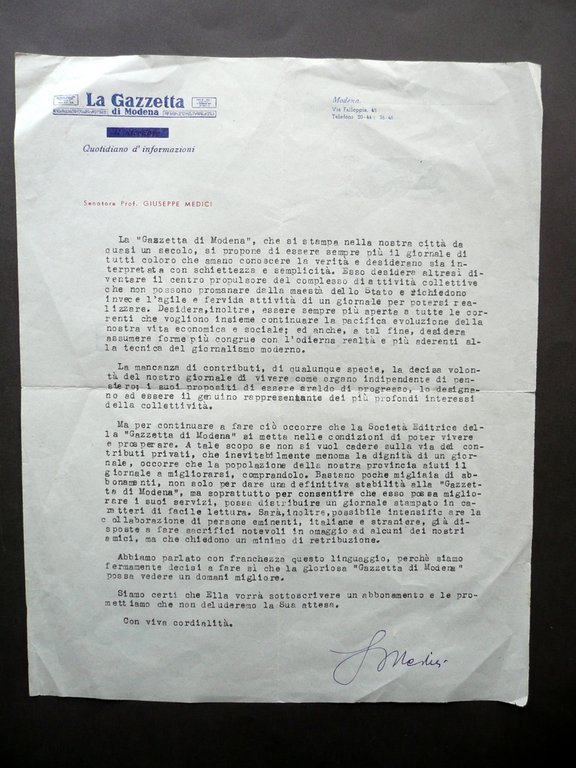 La Gazzetta
di Modena
Quotidiano d'informazioni
Modena,
Via Falloppia, 45
Telefono
Senatore Prof. GIUSEPPE MEDICI
La "Gazzetta di Modena", che si stampa nella nostra città da
quasi un secolo, si propone di essere sempre più il giornale di
tutti coloro che amano conoscere la verità e desiderano sia in-
terpretata con schiettezza e semplicità. Esso desidera altresì di-
ventare il centro propulsore del complesso di attività collettive
che non possono promanare dalla maestà dello Stato e richiedono
invece l'agile e fervida attività di un giornale per potersi rea-
lizzare. Desidera, inoltre, essere sempre più aperta a tutte le cor-
renti che vogliono insieme continuare la pacifica evoluzione della
nostra vita economica e sociale; ed anche, a tal fine, desidera
assumere forme più congrue con l'odierna realtà e più aderenti al-
la tecnica del giornalismo moderno.
La mancanza di contributi, di qualunque specie, la decisa volon-
tà del nostro giornale di vivere come organo indipendente di pen-
siero; i suoi propositi di essere araldo di progresso, lo designa-
no ad essere il genuino rappresentante dei più profondi interessi
della collettività.
Ma per continuare a fare ciò occorre che la Società Editrice del-
la "Gazzetta di Modena" si metta nelle condizioni di poter vivere
e prosperare. A tale scopo se non si vuol cadere sulla via dei con-
tributi privati, che inevitabilmente menoma la dignità di un gior-
nale, occorre che la popolazione della nostra provincia aiuti il
giornale a migliorarsi, comprandolo. Bastano poche migliaia di ab-
bonamenti, non solo per dare una definitiva stabilità alla "Gazzet-
ta di Modena", ma soprattutto per consentire che esso possa miglio-
rare i suoi servizi, possa distribuire un giornale stampato in ca-
ratteri di facile lettura. Sarà, inoltre, possibile intensificare la
collaborazione di persone eminenti, italiane e straniere, già di-
sposte a fare sacrifici notevoli in omaggio ad alcuni dei nostri
amici, ma che chiedono un minimo di retribuzione.
Abbiamo parlato con franchezza questo linguaggio, perchè siamo
fermamente decisi a fare sì che la gloriosa "Gazzetta di Modena"
possa vedere un domani migliore.
Siamo certi che Ella vorrà sottoscrivere un abbonamento e le pro-
mettiamo che non deluderemo la Sua attesa.
Con viva cordialità.
Medici